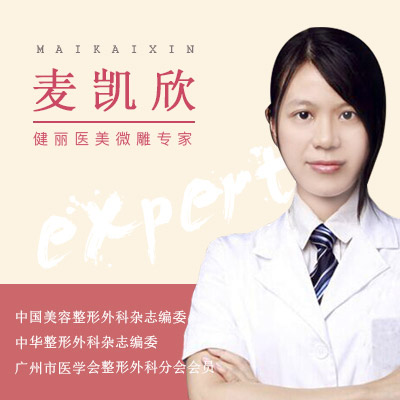 MAIKAIXIN
麦凯欣
健丽医美微雕专家
expert
中国美容整形外科杂志编委
中华整形外科杂志编委
广州市医学会整形外科分会会员